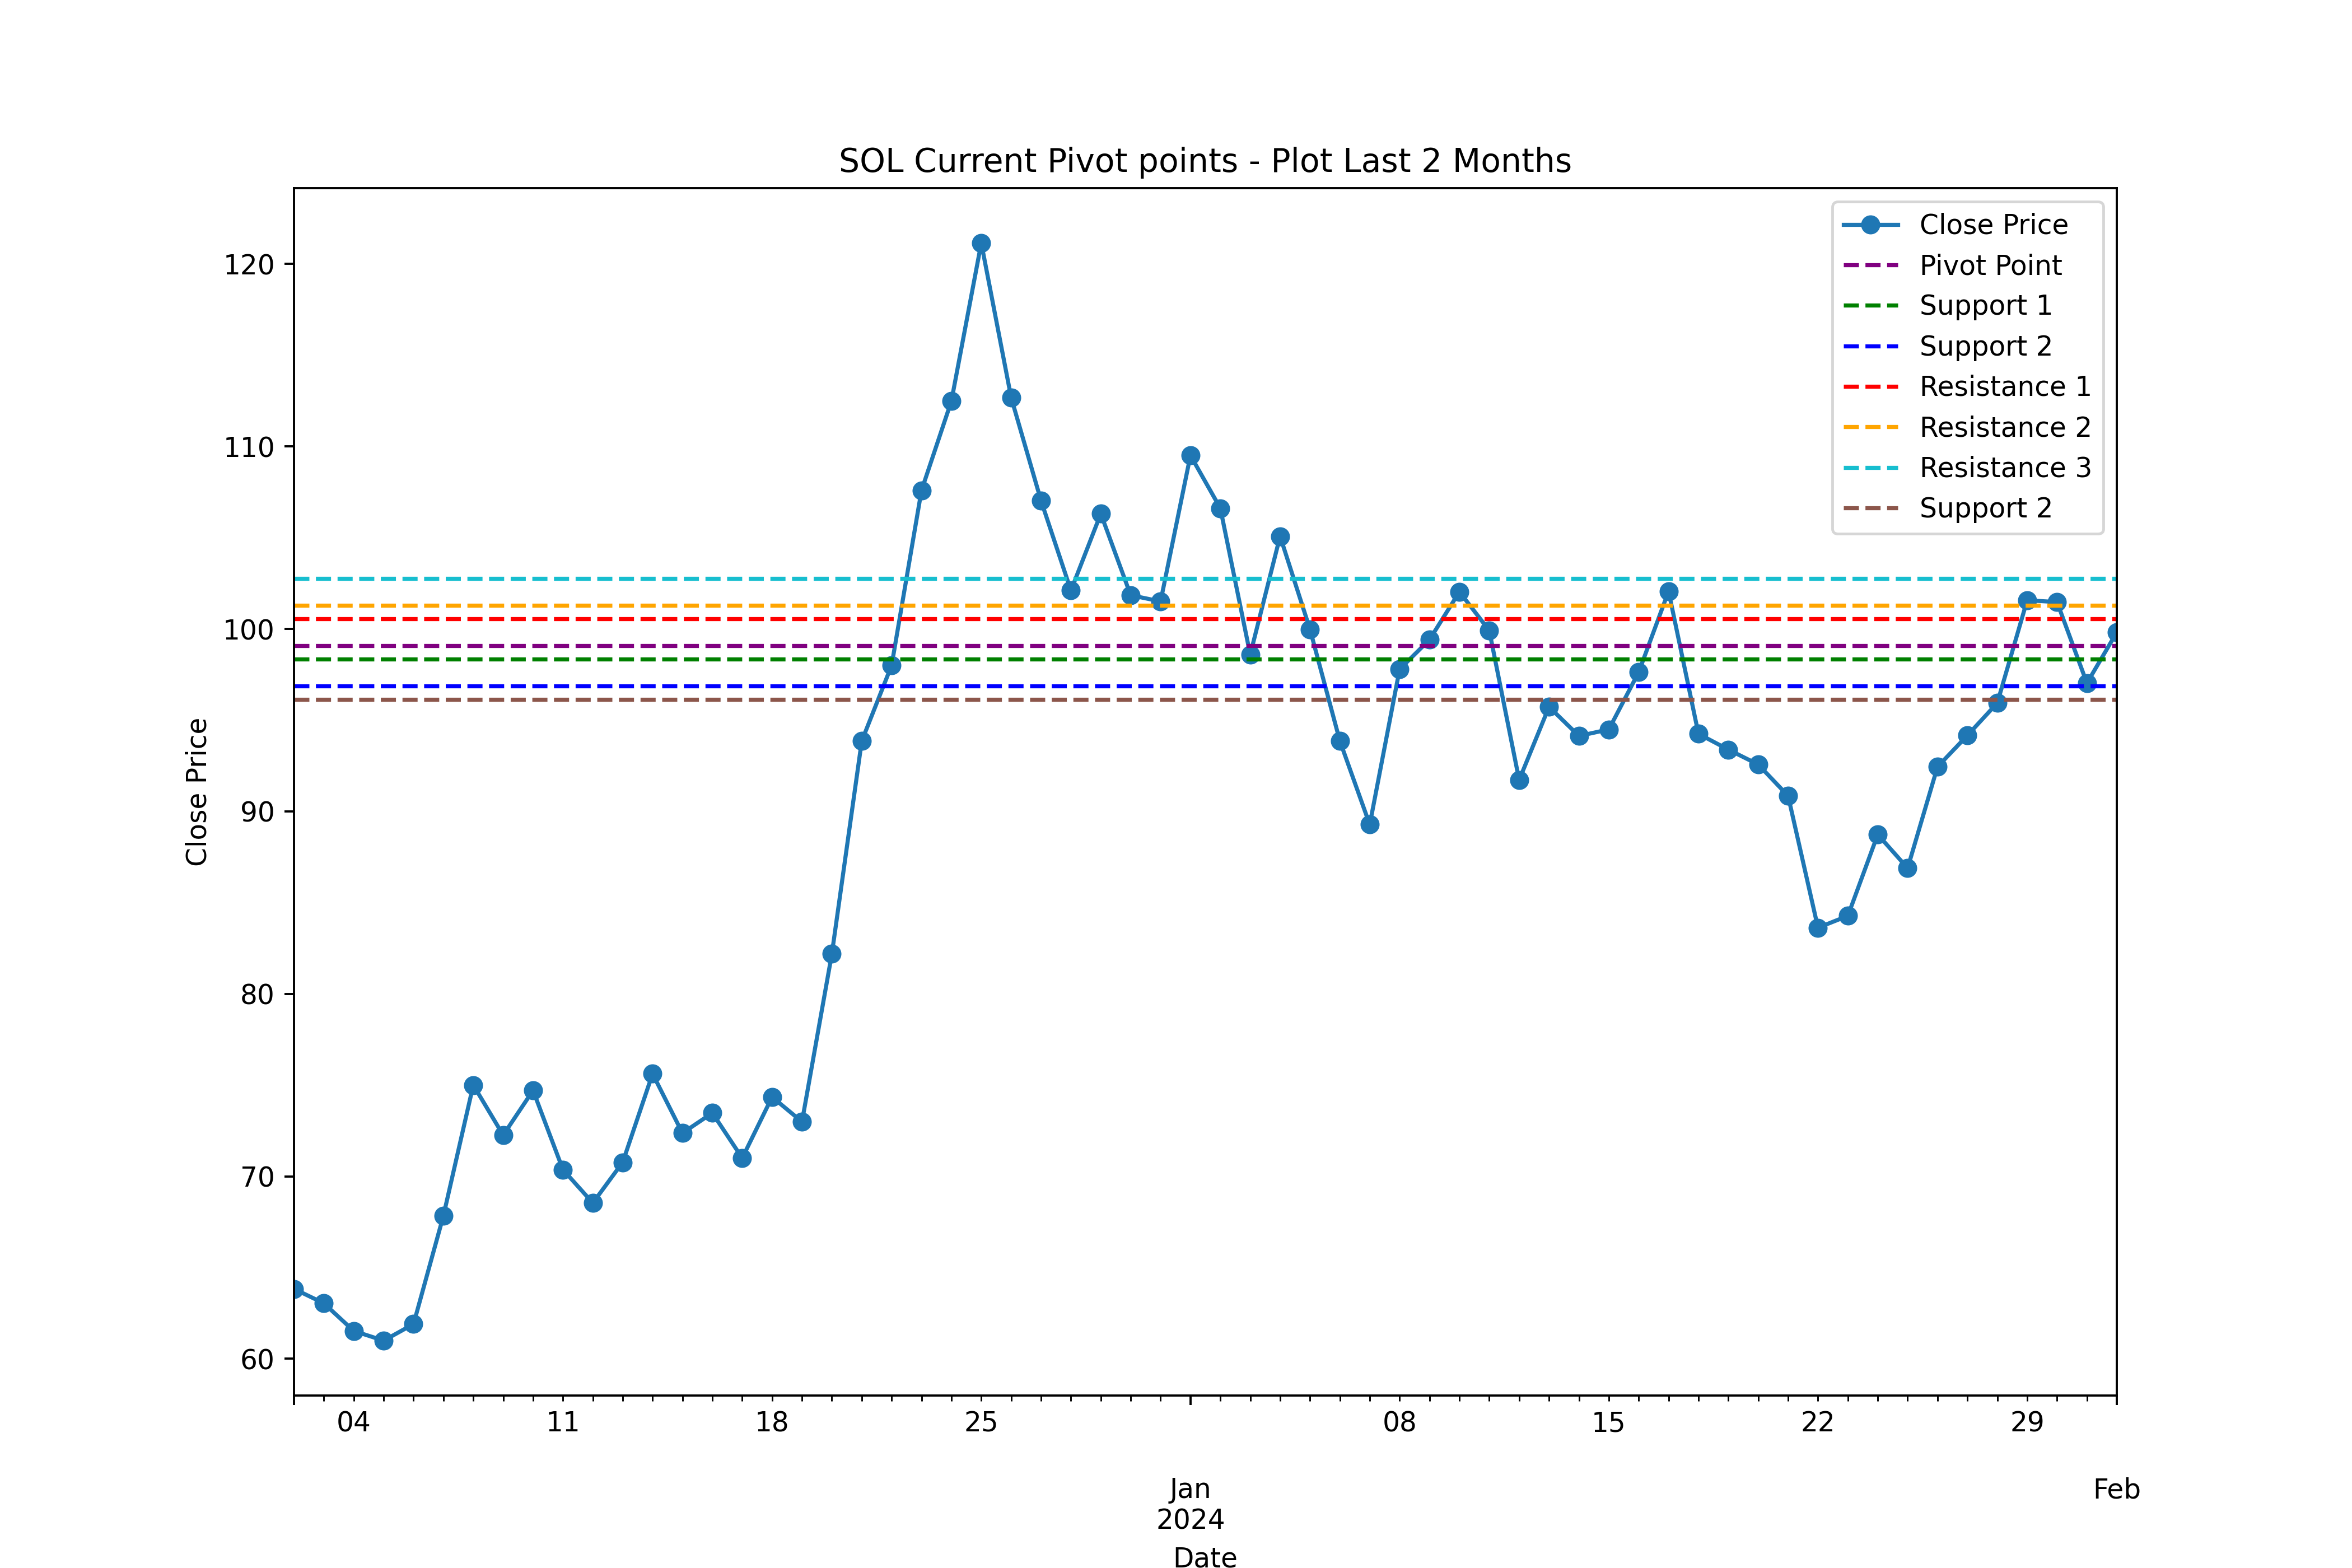 SOL Current Pivot points - Plot Last 2 Months
Close Price
Pivot Point
Support 1
Support 2
Resistance 1
Resistance 2
Resistance 3
Support 2
120
110
100
90
80
70
60
Close Price
04 11 18 25 08 15 22 29
Jan Feb
2024
Date